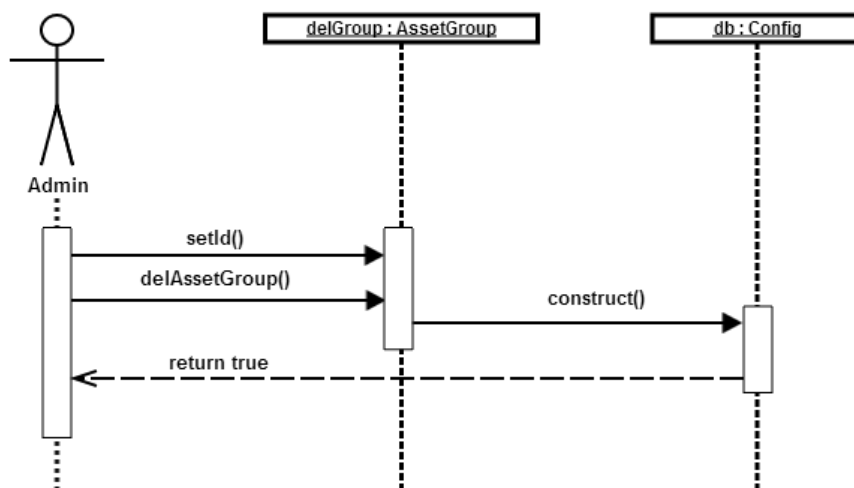 delGroup : AssetGroup
db : Config
Admin
setId()
delAssetGroup()
construct()
return true